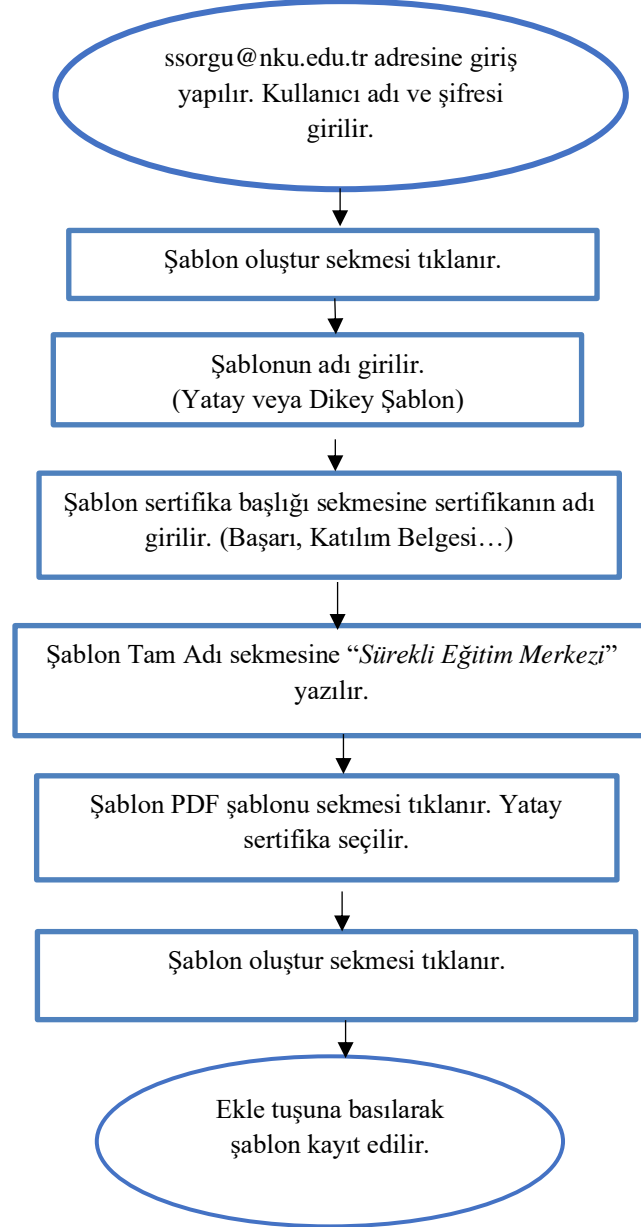 ssorgu@nku.edu.tr adresine giriş
yapılır. Kullanıcı adı ve şifresi
girilir.
Şablon oluştur sekmesi tıklanır.
Şablonun adı girilir.
(Yatay veya Dikey Şablon)
Şablon sertifika başlığı sekmesine sertifikanın adı
girilir. (Başarı, Katılım Belgesi…)
Şablon Tam Adı sekmesine “Sürekli Eğitim Merkezi”
yazılır.
Şablon PDF şablonu sekmesi tıklanır. Yatay
sertifika seçilir.
Şablon oluştur sekmesi tıklanır.
Ekle tuşuna basılarak
şablon kayıt edilir.